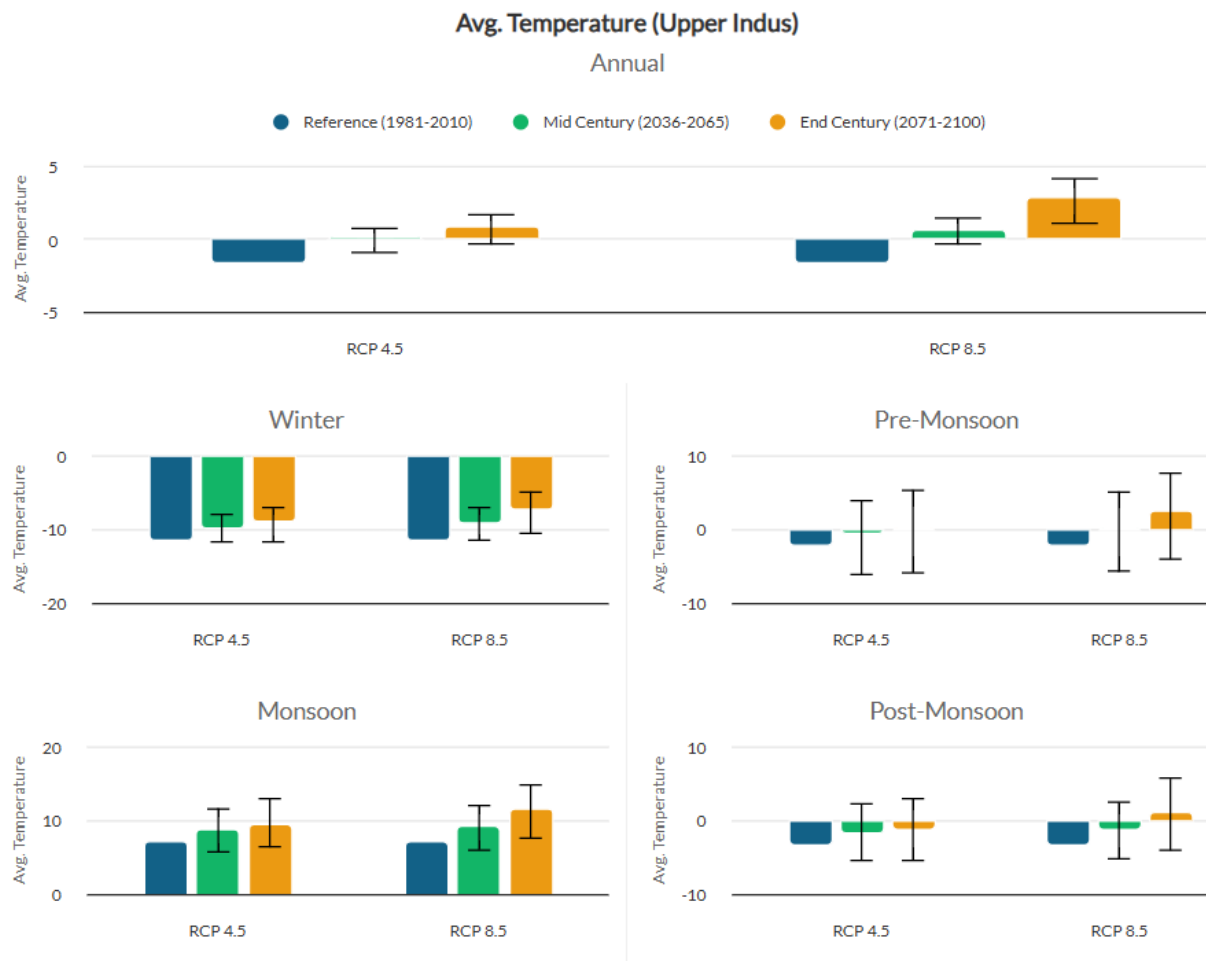 Avg. Temperature (Upper Indus)
Annual
Reference (1981-2010) Mid Century (2036-2065) End Century (2071-2100)
Avg. Temperature
5
0
-5
RCP 4.5 RCP 8.5
Winter
Avg. Temperature
0
-10
-20
RCP 4.5 RCP 8.5
Pre-Monsoon
Avg. Temperature
10
0
-10
RCP 4.5 RCP 8.5
Monsoon
Avg. Temperature
20
10
0
RCP 4.5 RCP 8.5
Post-Monsoon
Avg. Temperature
10
0
-10
RCP 4.5 RCP 8.5